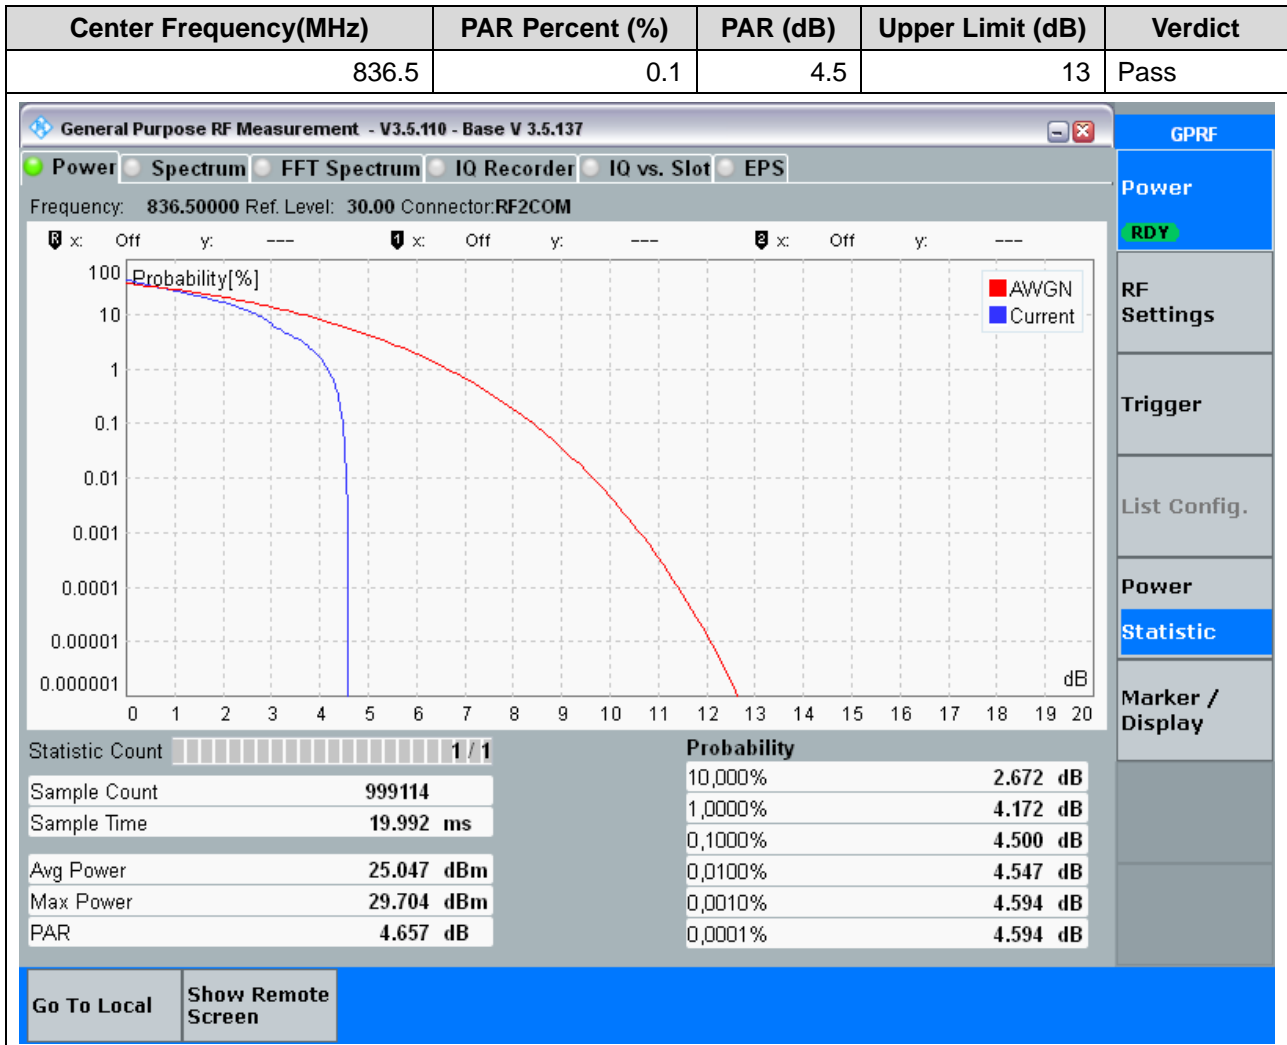 Center Frequency(MHz) PAR Percent (%) PAR (dB) Upper Limit (dB) Verdict
836.5 0.1 4.5 13 Pass
General Purpose RF Measurement - V3.5.110 - Base V 3.5.137
GPRF
Power Spectrum FFT Spectrum IQ Recorder IQ vs. Slot EPS
Frequency: 836.50000 Ref. Level: 30.00 Connector:RF2COM
R x: Off y: --- 1 x: Off y: --- 2 x: Off y: ---
Probability[%]
AWGN
Current
100
10
1
0.1
0.01
0.001
0.0001
0.00001
0.000001
dB
0 1 2 3 4 5 6 7 8 9 10 11 12 13 14 15 16 17 18 19 20
Statistic Count 1 / 1
Sample Count 999114
Sample Time 19.992 ms
Avg Power 25.047 dBm
Max Power 29.704 dBm
PAR 4.657 dB
Probability
10,000% 2.672 dB
1,0000% 4.172 dB
0,1000% 4.500 dB
0,0100% 4.547 dB
0,0010% 4.594 dB
0,0001% 4.594 dB
Power
RDY
RF
Settings
Trigger
List Config.
Power
Statistic
Marker /
Display
Go To Local
Show Remote
Screen